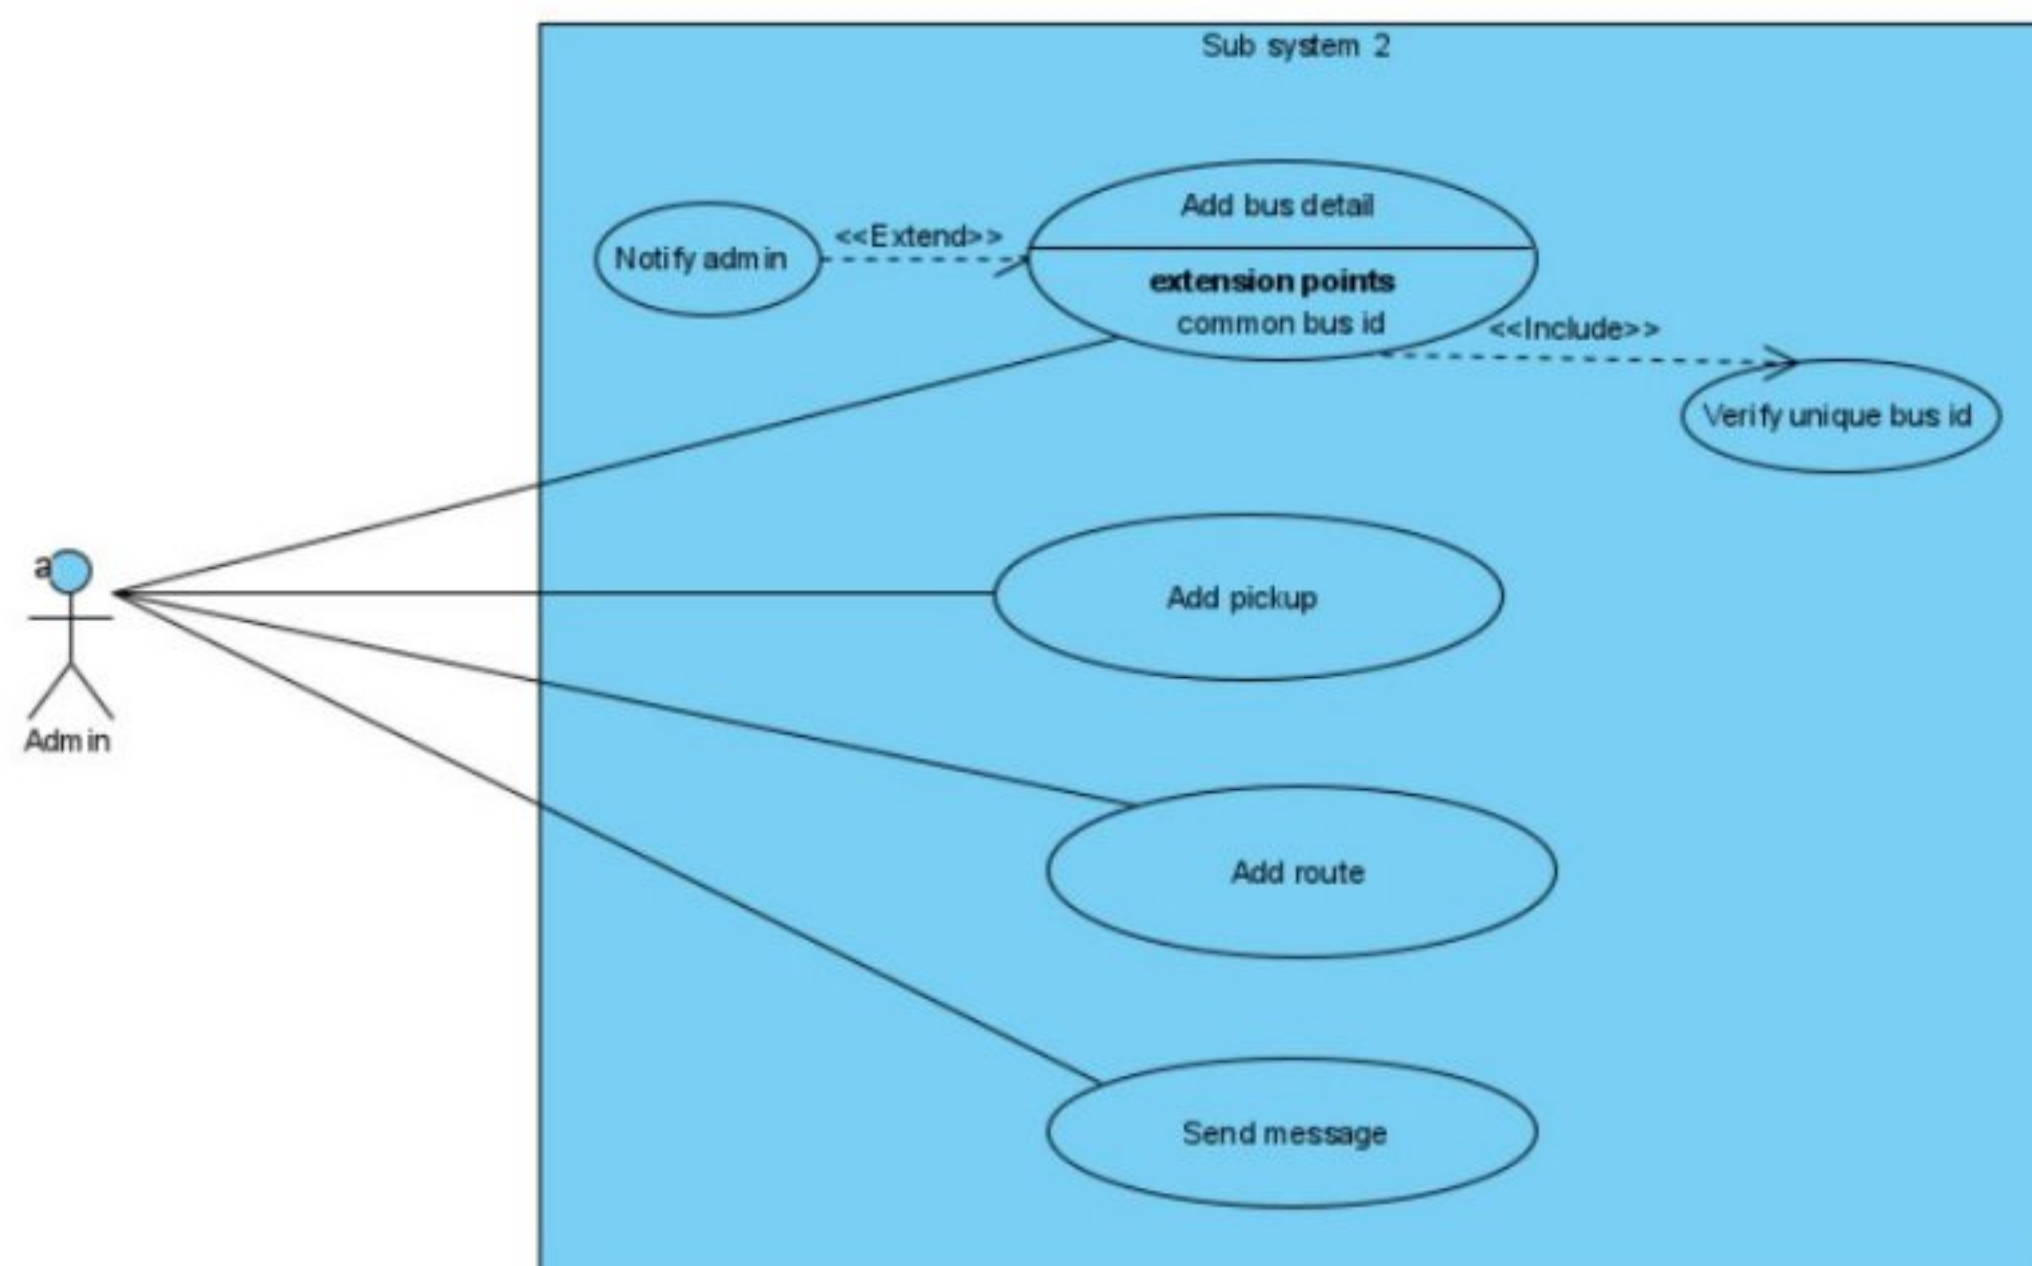 Sub system 2
Add bus detail
<<Extend>>
Notify admin
extension points
common bus id
<<Include>>
Verify unique bus id
a
Add pickup
Admin
Add route
Send message